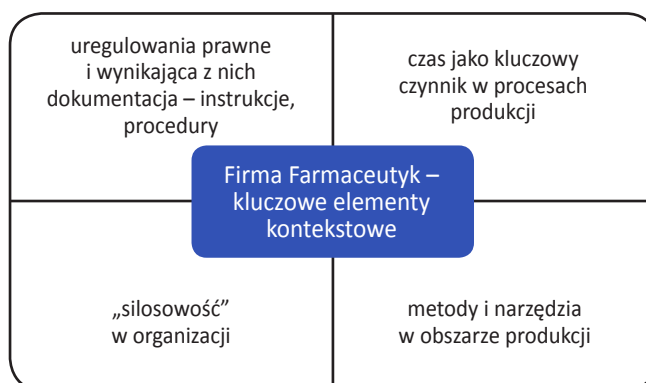 uregulowania prawne
i wynikająca z nich
dokumentacja – instrukcje,
procedury
czas jako kluczowy
czynnik w procesach
produkcji
Firma Farmaceutyk –
kluczowe elementy
kontekstowe
„silosowość”
w organizacji
metody i narzędzia
w obszarze produkcji